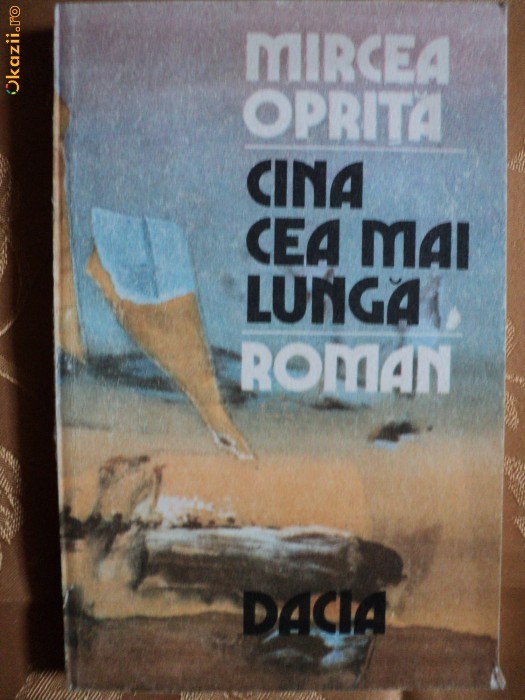 Okazii.ro
MIRCEA
OPRIȚĂ
CINA
CEA MAI
LUNGĂ
ROMAN
DACIA